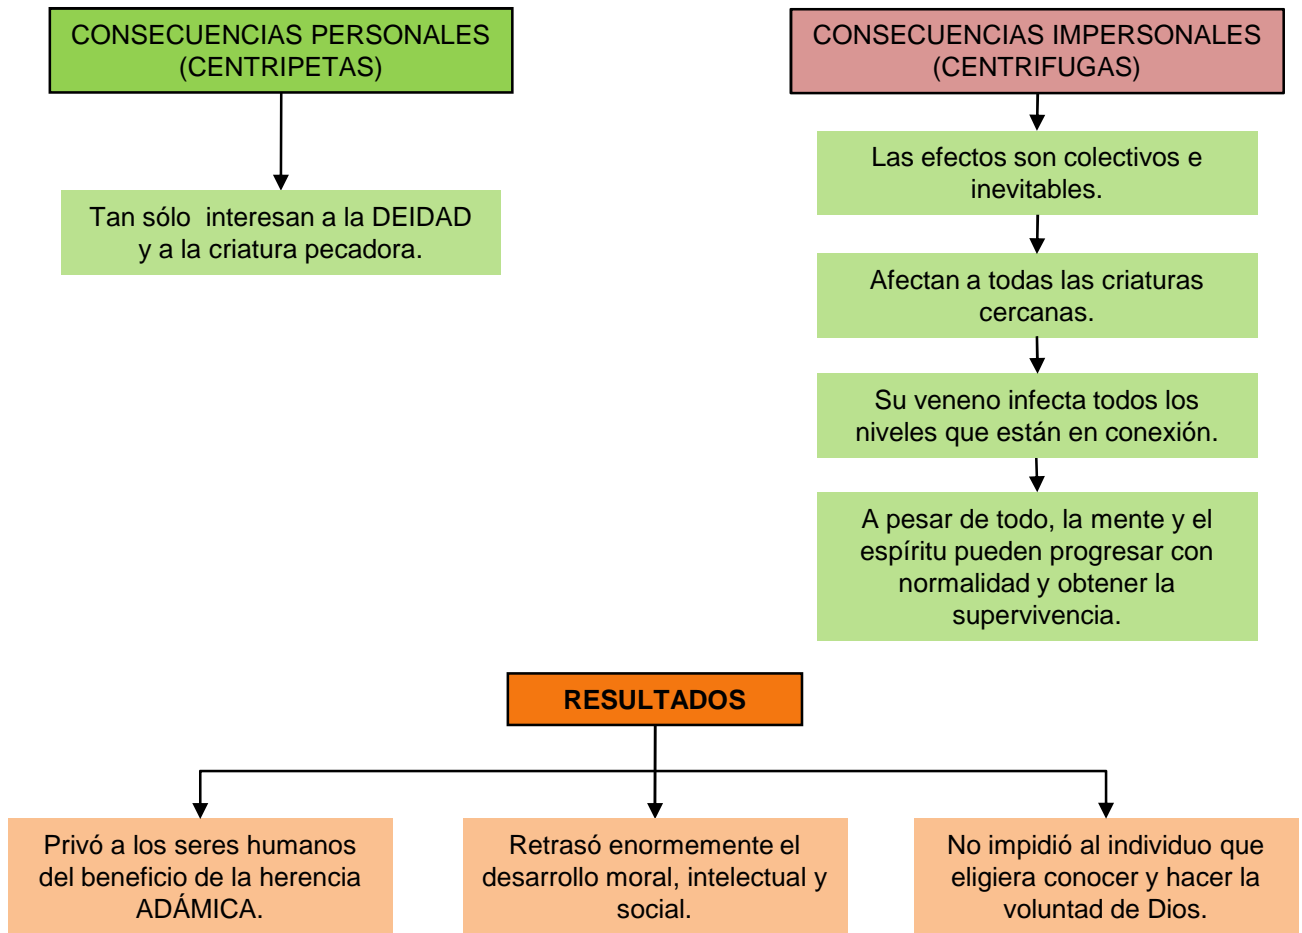 CONSECUENCIAS PERSONALES
(CENTRIPETAS)
Tan sólo interesan a la DEIDAD
y a la criatura pecadora.
CONSECUENCIAS IMPERSONALES
(CENTRIFUGAS)
Las efectos son colectivos e
inevitables.
Afectan a todas las criaturas
cercanas.
Su veneno infecta todos los
niveles que están en conexión.
A pesar de todo, la mente y el
espíritu pueden progresar con
normalidad y obtener la
supervivencia.
RESULTADOS
Privó a los seres humanos
del beneficio de la herencia
ADÁMICA.
Retrasó enormemente el
desarrollo moral, intelectual y
social.
No impidió al individuo que
eligiera conocer y hacer la
voluntad de Dios.